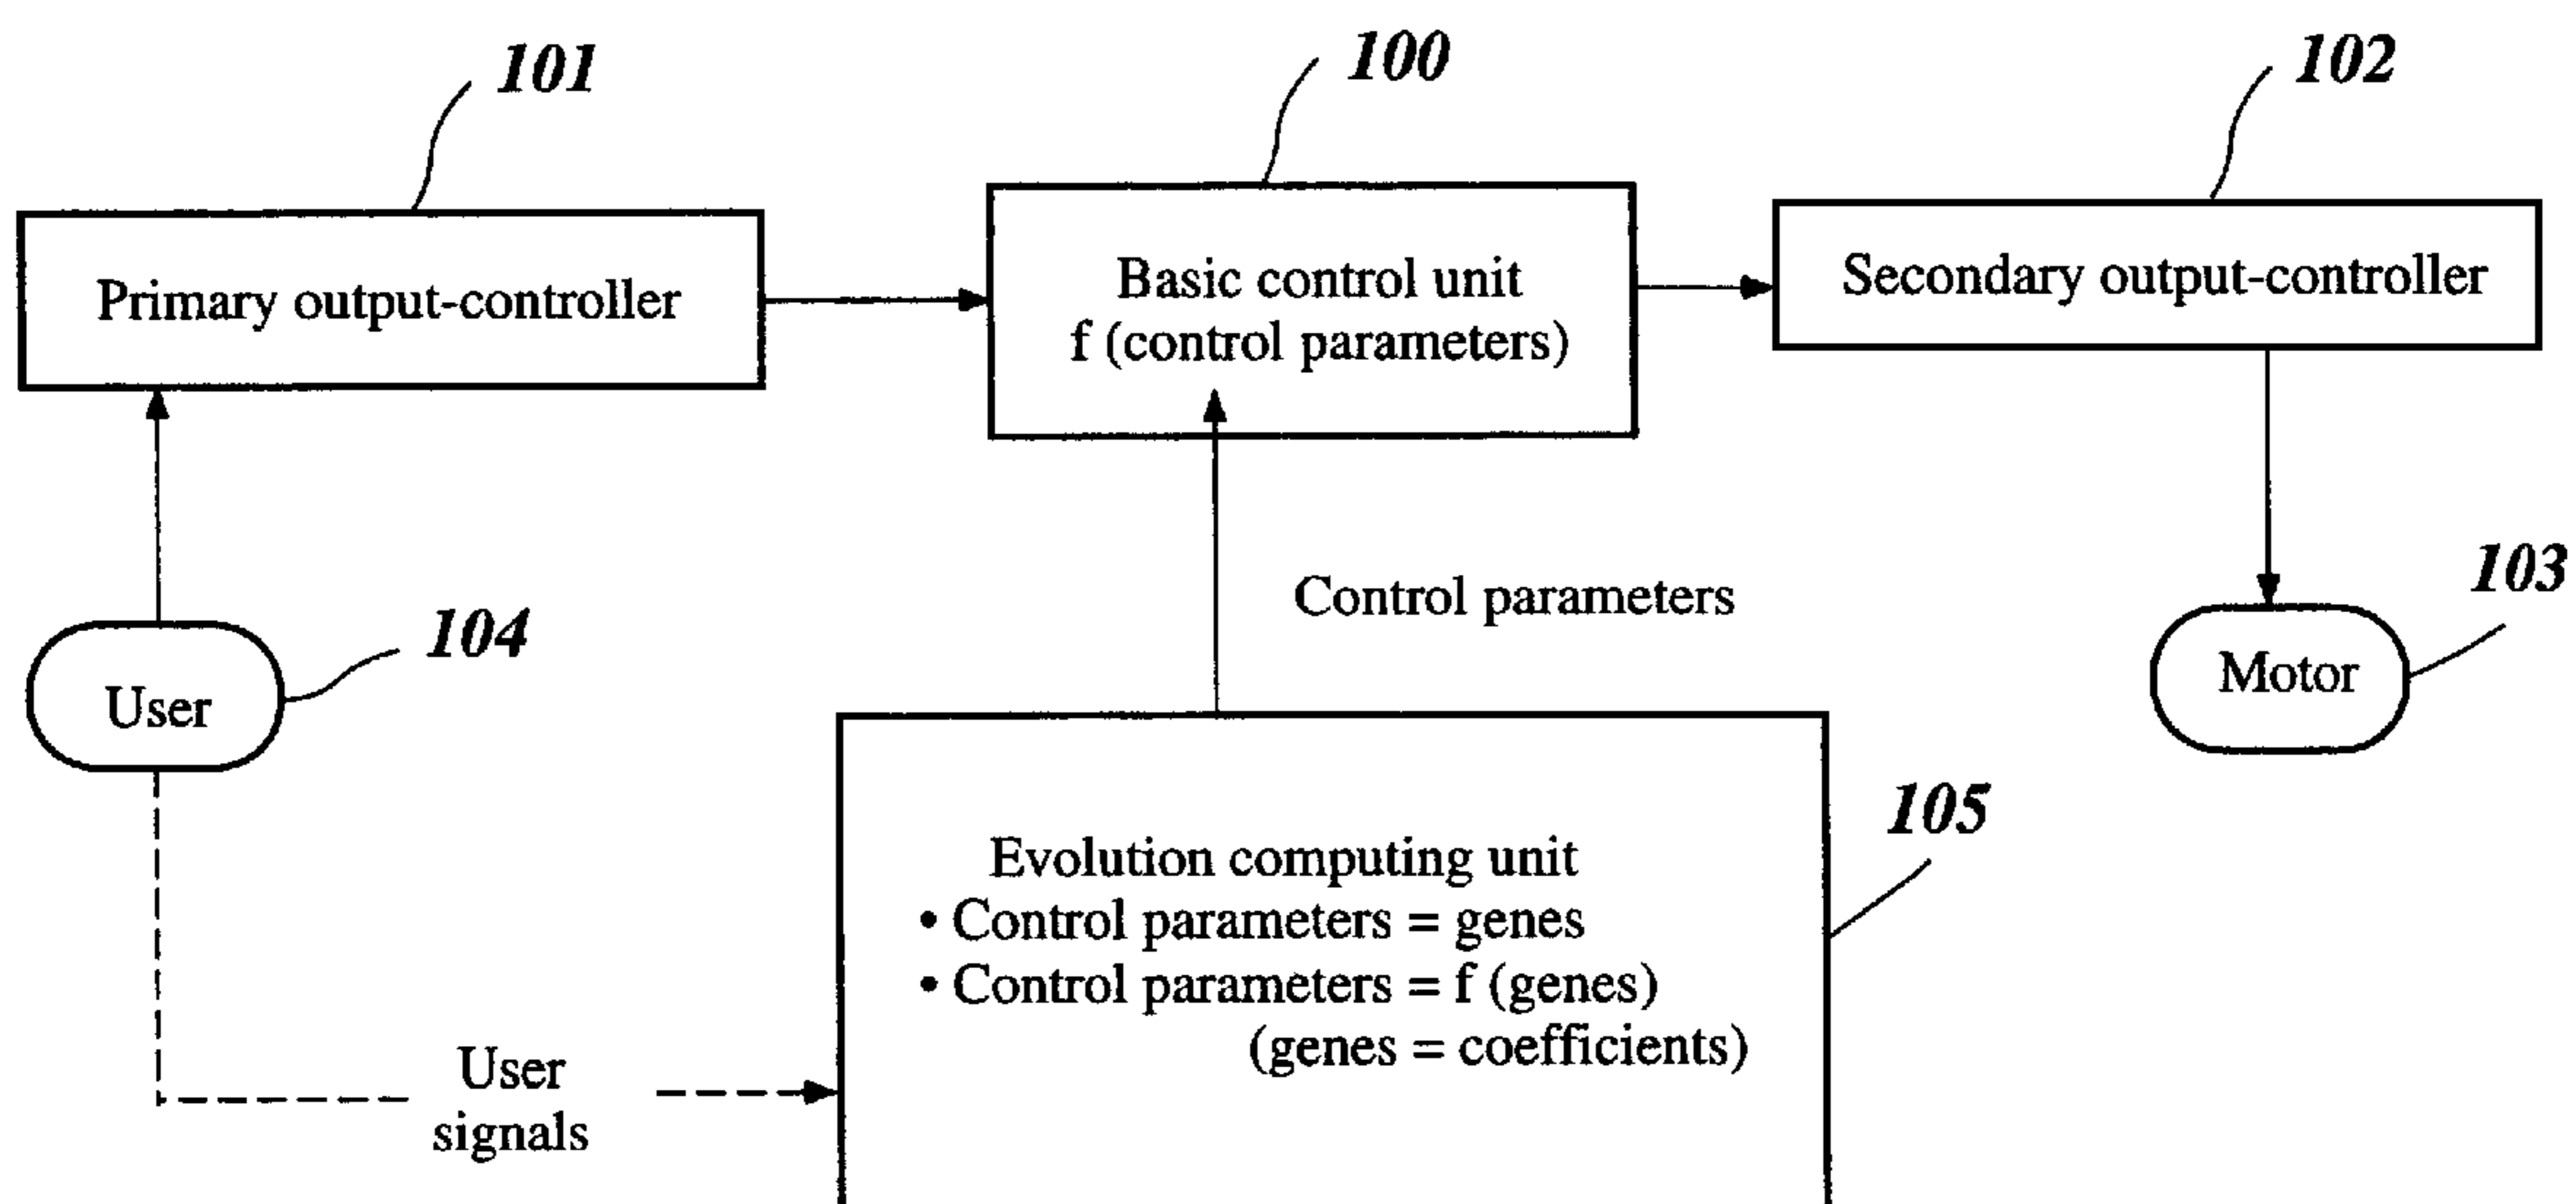 101
100
102
Primary output-controller
Basic control unit
f (control parameters)
Secondary output-controller
Control parameters
103
104
User
Motor
105
Evolution computing unit
• Control parameters = genes
• Control parameters = f (genes)
(genes = coefficients)
User
signals